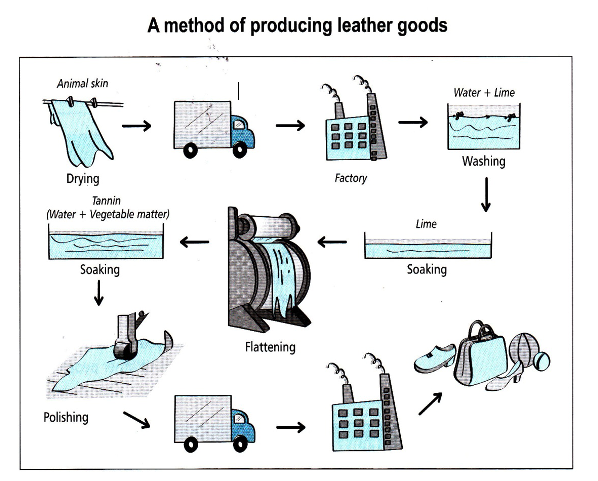 A method of producing leather goods
Animal skin
Drying
Factory
Water + Lime
Washing
Tannin
(Water + Vegetable matter)
Soaking
Flattening
Lime
Soaking
Polishing